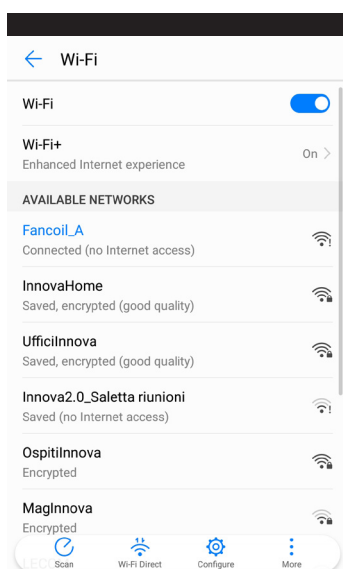 Wi-Fi
Wi-Fi
Wi-Fi+
Enhanced Internet experience
On
AVAILABLE NETWORKS
Fancoil_A
Connected (no Internet access)
InnovaHome
Saved, encrypted (good quality)
UfficiInnova
Saved, encrypted (good quality)
Innova2.0_Saletta riunioni
Saved (no Internet access)
OspitiInnova
Encrypted
MagInnova
Encrypted
Scan
Wi-Fi Direct
Configure
More